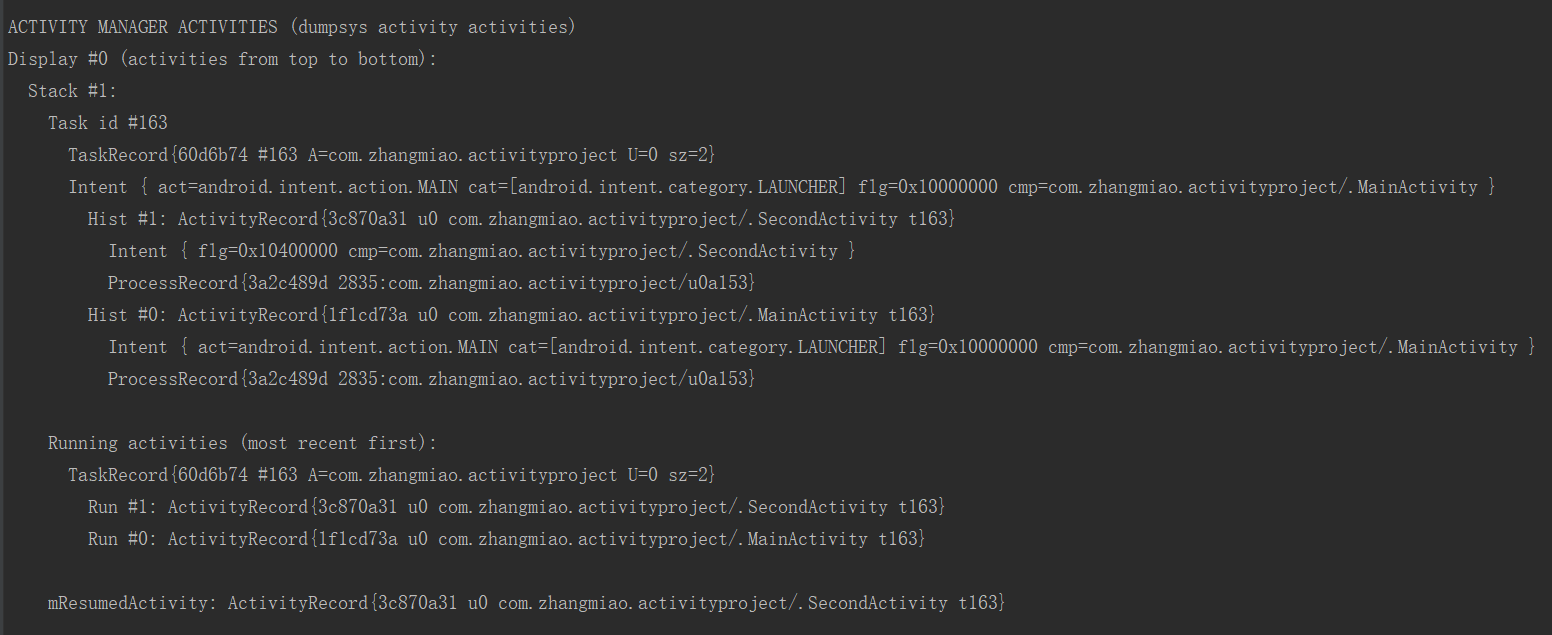 ACTIVITY MANAGER ACTIVITIES (dumpsys activity activities)
Display #0 (activities from top to bottom):
Stack #1:
Task id #163
TaskRecord{60d6b74 #163 A=com.zhangmiao.activityproject U=0 sz=2}
Intent { act=android.intent.action.MAIN cat=[android.intent.category.LAUNCHER] flg=0x10000000 cmp=com.zhangmiao.activityproject/.MainActivity }
Hist #1: ActivityRecord{3c870a31 u0 com.zhangmiao.activityproject/.SecondActivity t163}
Intent { flg=0x10400000 cmp=com.zhangmiao.activityproject/.SecondActivity }
ProcessRecord{3a2c489d 2835:com.zhangmiao.activityproject/u0a153}
Hist #0: ActivityRecord{1f1cd73a u0 com.zhangmiao.activityproject/.MainActivity t163}
Intent { act=android.intent.action.MAIN cat=[android.intent.category.LAUNCHER] flg=0x10000000 cmp=com.zhangmiao.activityproject/.MainActivity }
ProcessRecord{3a2c489d 2835:com.zhangmiao.activityproject/u0a153}
Running activities (most recent first):
TaskRecord{60d6b74 #163 A=com.zhangmiao.activityproject U=0 sz=2}
Run #1: ActivityRecord{3c870a31 u0 com.zhangmiao.activityproject/.SecondActivity t163}
Run #0: ActivityRecord{1f1cd73a u0 com.zhangmiao.activityproject/.MainActivity t163}
mResumedActivity: ActivityRecord{3c870a31 u0 com.zhangmiao.activityproject/.SecondActivity t163}